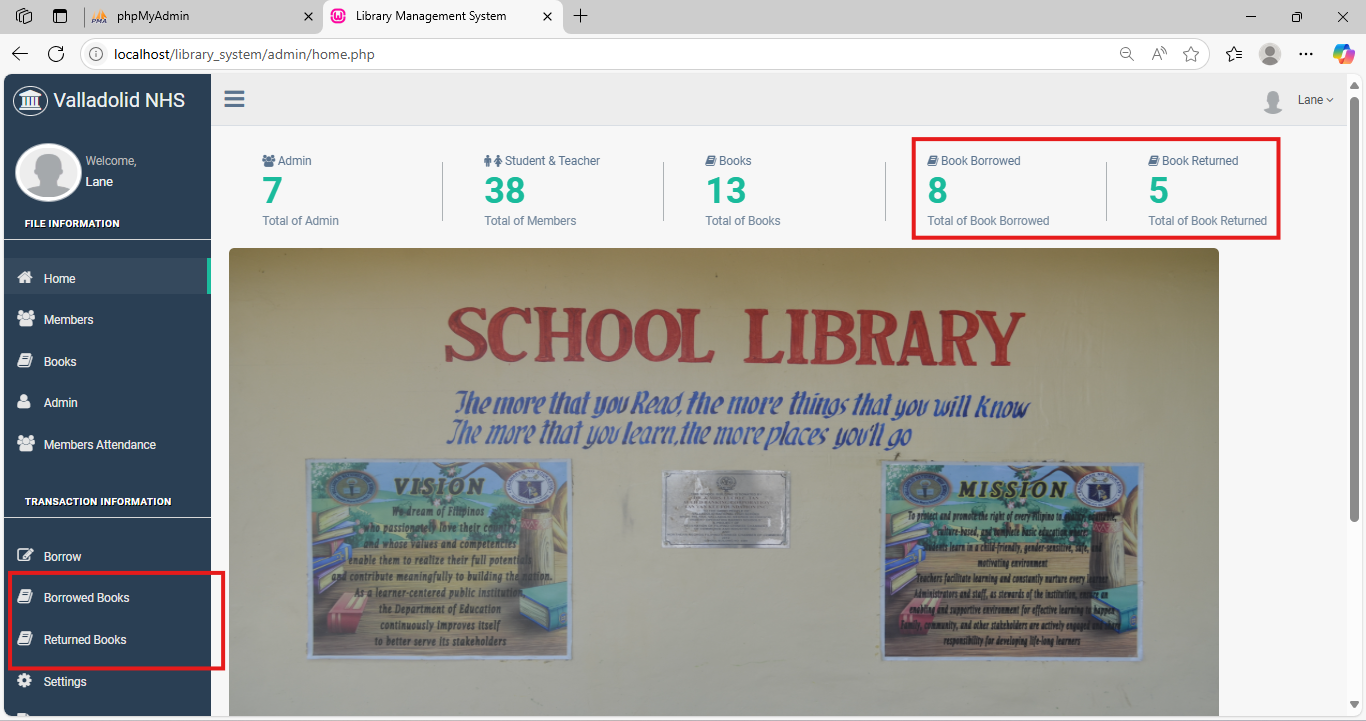 phpMyAdmin
Library Management System
localhost/library_system/admin/home.php
Valladolid NHS
Lane
Welcome,
Lane
FILE INFORMATION
Home
Members
Books
Admin
Members Attendance
TRANSACTION INFORMATION
Borrow
Borrowed Books
Returned Books
Settings
Admin
7
Total of Admin
Student & Teacher
38
Total of Members
Books
13
Total of Books
Book Borrowed
8
Total of Book Borrowed
Book Returned
5
Total of Book Returned
SCHOOL LIBRARY
The more that you Read, the more things that you will Know
The more that you learn, the more places you'll go
VISION
We dream of Filipinos
who passionately love their country
and whose values and competencies
enable them to realize their full potential
and contribute meaningfully to building the nation.
As a learner-centered public institution,
the Department of Education
continuously improves itself
to better serve its stakeholders
MISSION
To protect and promote the right of every Filipino to quality, equitable,
culture-based, and complete basic education where:
Students learn in a child-friendly, gender-sensitive, safe, and
motivating environment
Teachers facilitate learning and constantly nurture every learner
Administrators and staff, as stewards of the institution, ensure an
enabling and supportive environment for effective learning to happen
Family, community, and other stakeholders are actively engaged and share
responsibility for developing life-long learners